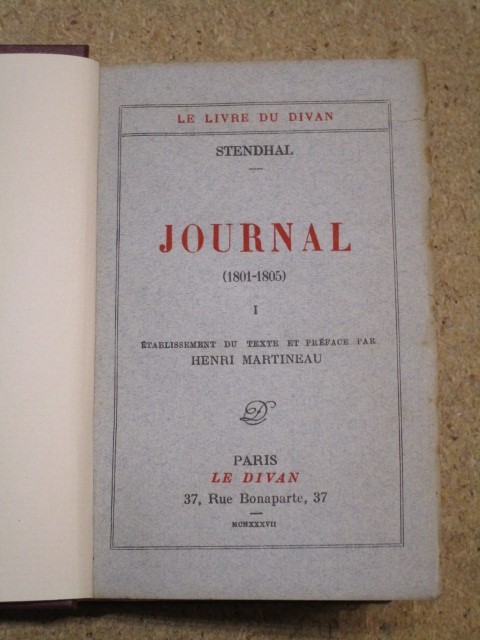 LE LIVRE DU DIVAN
STENDHAL
JOURNAL
(1801-1805)
I
ÉTABLISSEMENT DU TEXTE ET PRÉFACE PAR
HENRI MARTINEAU
D
PARIS
LE DIVAN
37, Rue Bonaparte, 37
MCMXXXVII